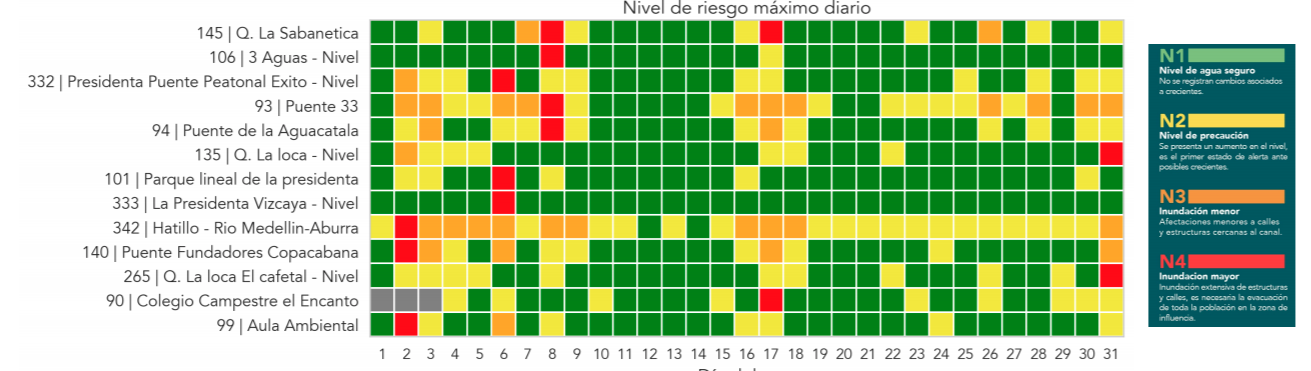 Nivel de riesgo máximo diario
145 | Q. La Sabanetica
106 | 3 Aguas - Nivel
332 | Presidenta Puente Peatonal Exito - Nivel
93 | Puente 33
94 | Puente de la Aguacatala
135 | Q. La loca - Nivel
101 | Parque lineal de la presidenta
333 | La Presidenta Vizcaya - Nivel
342 | Hatillo - Rio Medellin-Aburra
140 | Puente Fundadores Copacabana
265 | Q. La loca El cafetal - Nivel
90 | Colegio Campestre el Encanto
99 | Aula Ambiental
1 2 3 4 5 6 7 8 9 10 11 12 13 14 15 16 17 18 19 20 21 22 23 24 25 26 27 28 29 30 31
N1
Nivel de agua seguro
No se registran cambios asociados
a crecientes.
N2
Nivel de precaución
Se presenta un aumento en el nivel,
es el primer estado de alerta ante
posibles crecientes.
N3
Inundación menor
Afectaciones menores a calles
y estructuras cercanas al canal.
N4
Inundacion mayor
Inundación extensiva de estructuras
y calles, es necesaria la evacuación
de toda la población en la zona de
influencia.